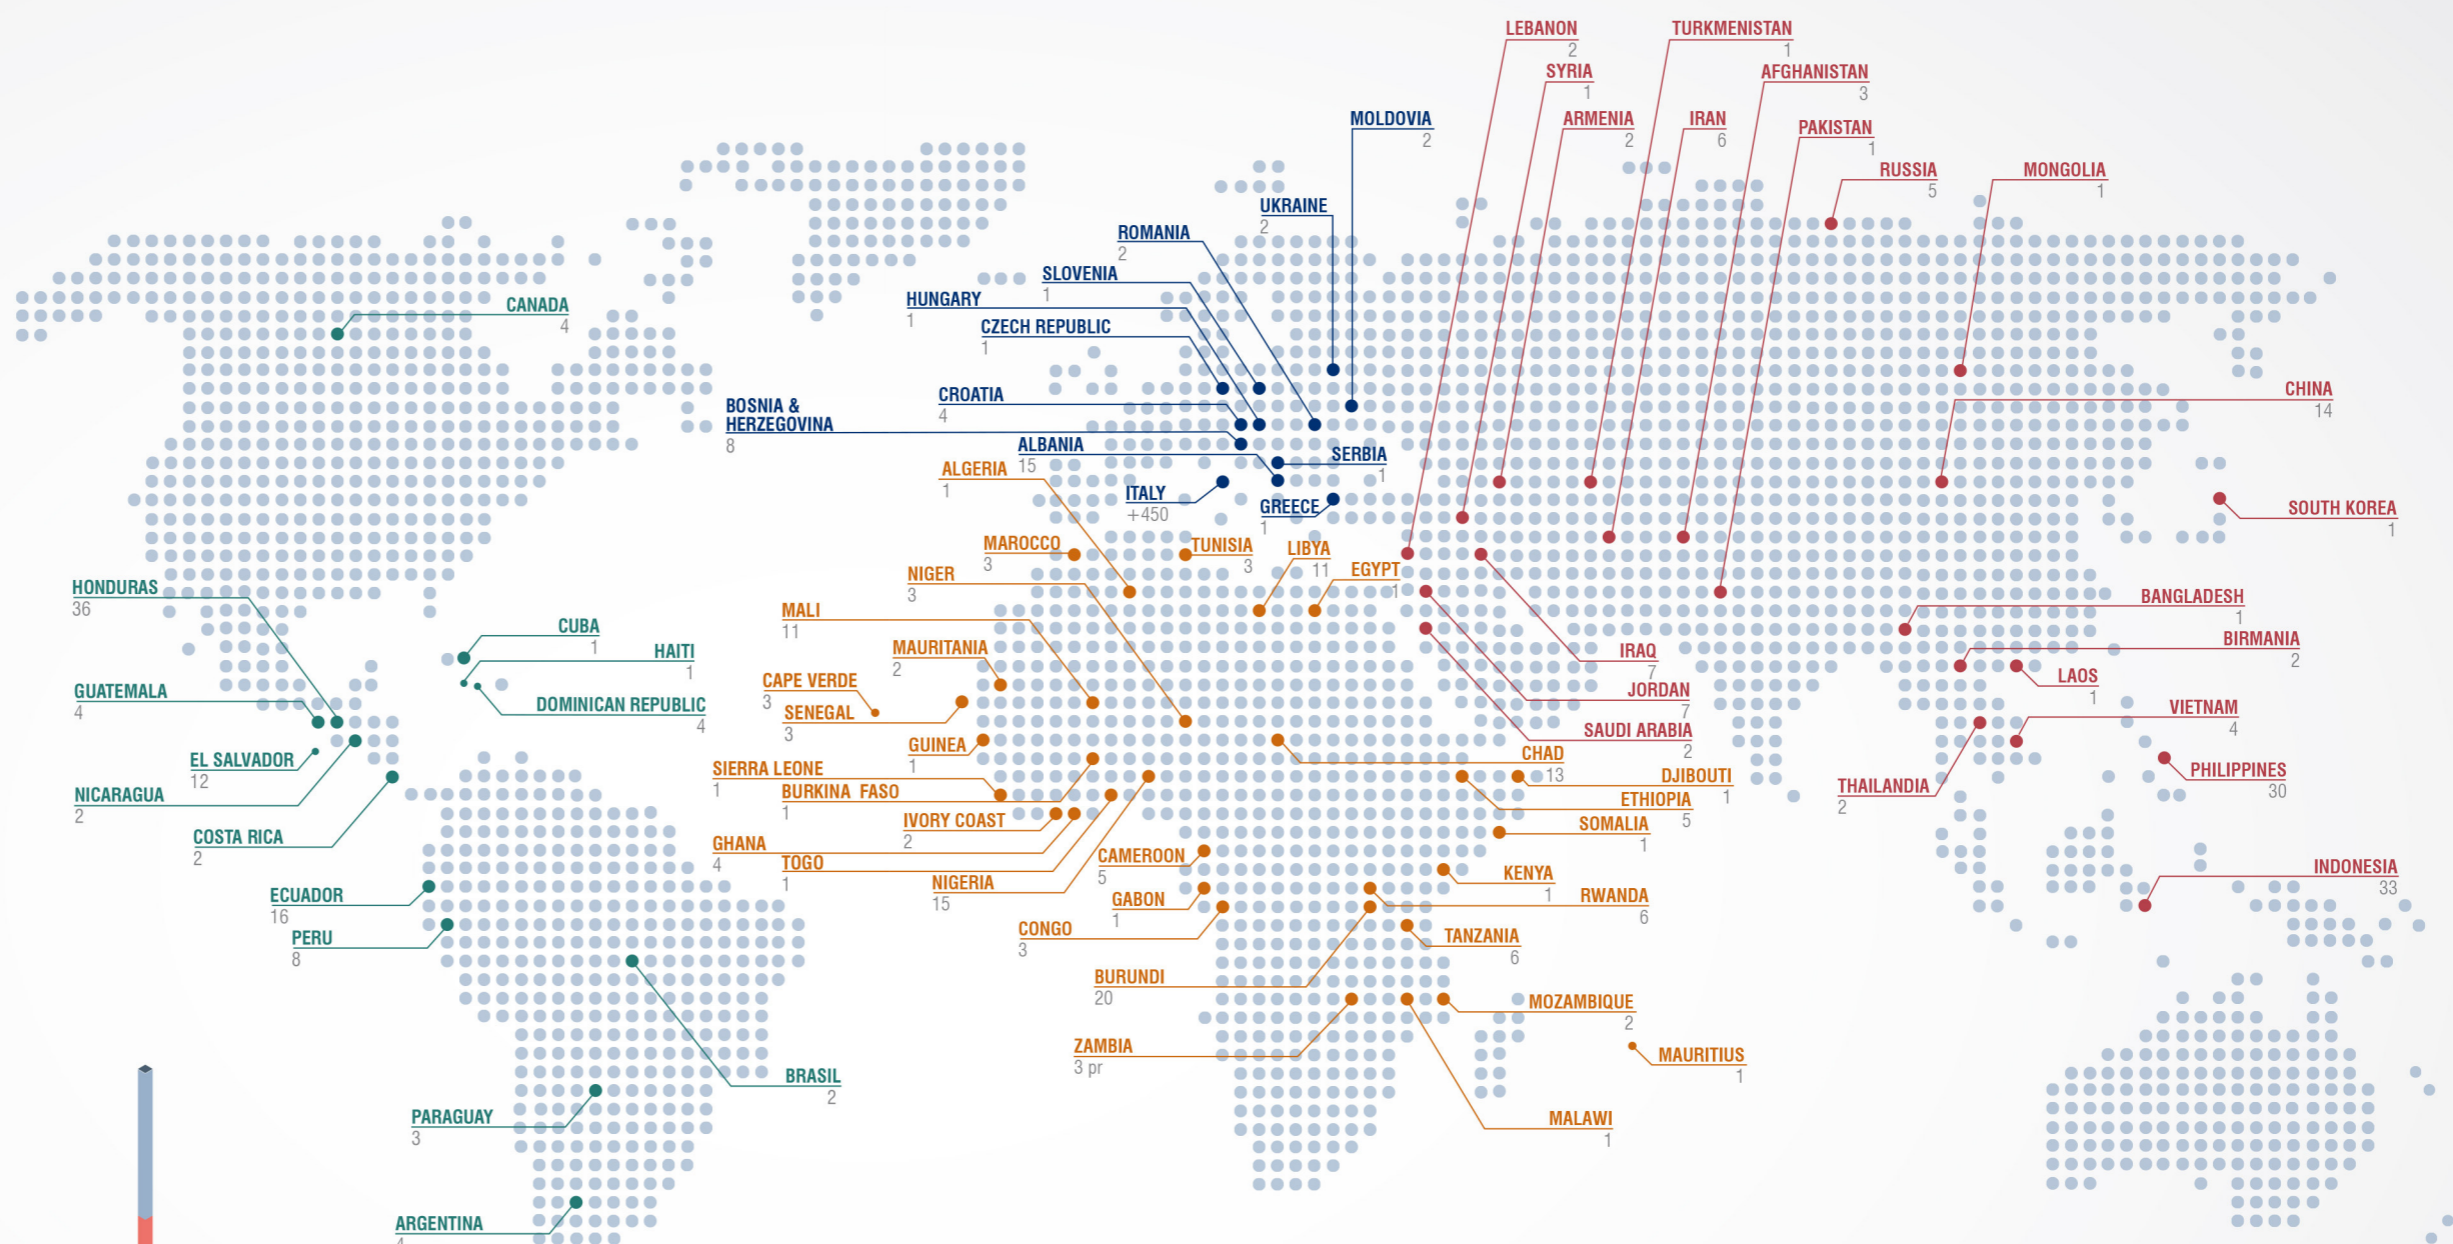 LEBANON
2
TURKMENISTAN
1
SYRIA
1
AFGHANISTAN
3
MOLDOVIA
2
ARMENIA
2
IRAN
6
PAKISTAN
1
RUSSIA
5
MONGOLIA
1
UKRAINE
2
ROMANIA
2
SLOVENIA
1
HUNGARY
1
CZECH REPUBLIC
1
CANADA
4
CROATIA
4
BOSNIA &
HERZEGOVINA
8
ALBANIA
15
SERBIA
1
ITALY
+450
GREECE
1
CHINA
14
SOUTH KOREA
1
ALGERIA
1
MAROCCO
3
TUNISIA
3
LIBYA
11
EGYPT
1
NIGER
3
MALI
11
MAURITANIA
2
CAPE VERDE
3
SENEGAL
3
GUINEA
1
SIERRA LEONE
1
BURKINA FASO
1
IVORY COAST
2
GHANA
4
TOGO
1
NIGERIA
15
CAMEROON
5
GABON
1
CONGO
3
BURUNDI
20
ZAMBIA
3 pr
HONDURAS
36
CUBA
1
HAITI
1
DOMINICAN REPUBLIC
4
GUATEMALA
4
EL SALVADOR
12
NICARAGUA
2
COSTA RICA
2
ECUADOR
16
PERU
8
BRASIL
2
PARAGUAY
3
ARGENTINA
IRAQ
7
JORDAN
7
SAUDI ARABIA
2
CHAD
13
DJIBOUTI
1
ETHIOPIA
5
SOMALIA
1
KENYA
1
RWANDA
6
TANZANIA
6
MOZAMBIQUE
2
MAURITIUS
1
MALAWI
1
BANGLADESH
1
BIRMANIA
2
LAOS
1
VIETNAM
4
THAILANDIA
2
PHILIPPINES
30
INDONESIA
33